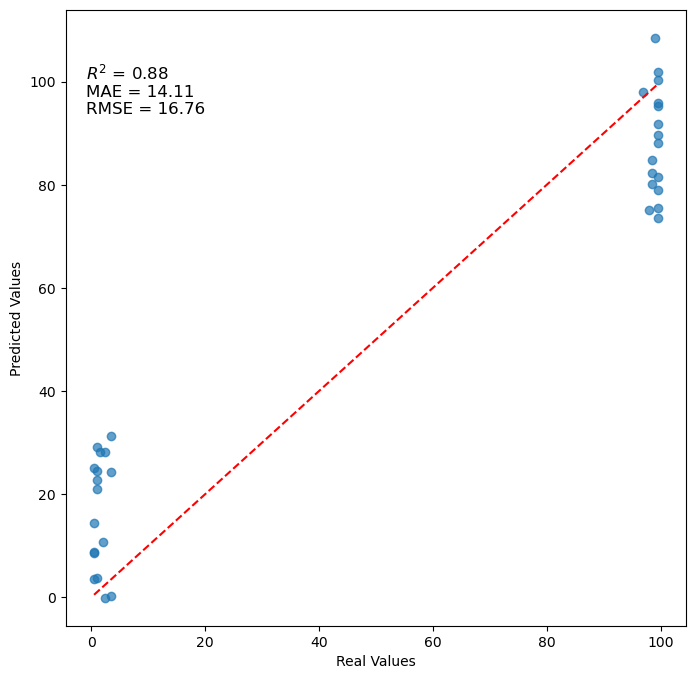 R² = 0.88
MAE = 14.11
RMSE = 16.76
100
80
60
40
20
0
Predicted Values
0 20 40 60 80 100
Real Values